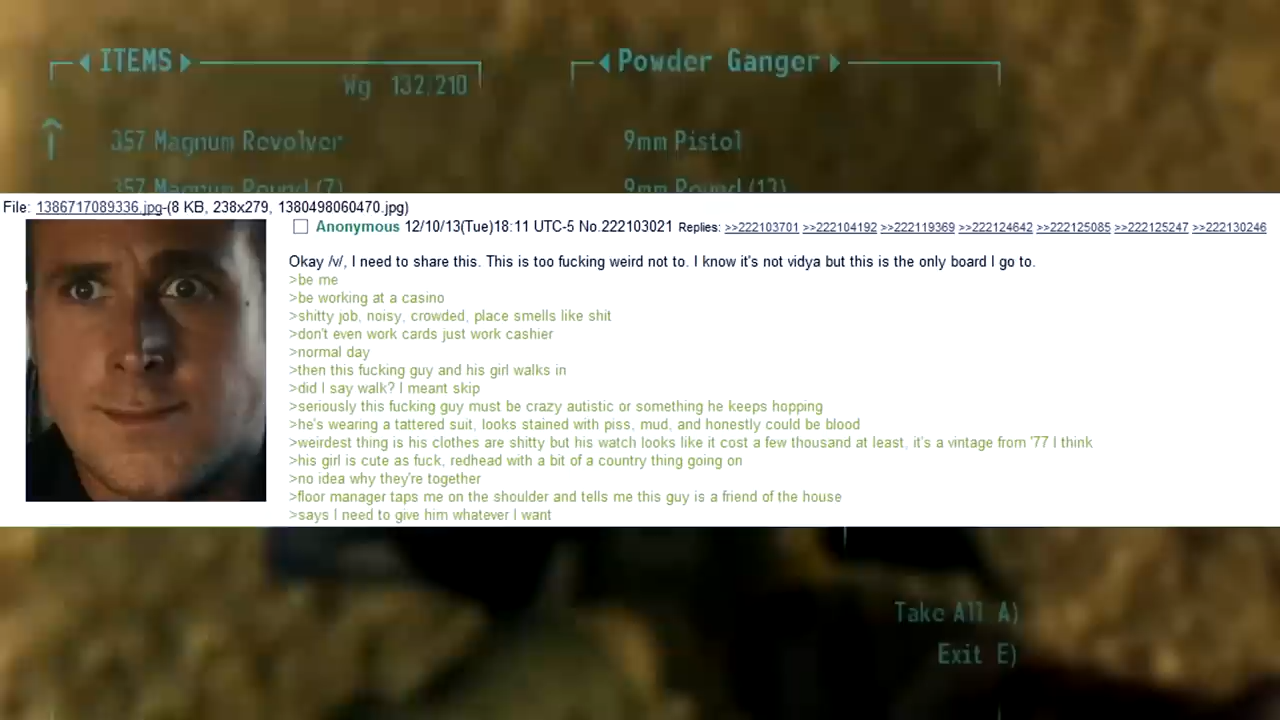 ITEMS
Powder Ganger
Wg 132/210
357 Magnum Revolver
9mm Pistol
357 Magnum Round (7)
9mm Round (13)
File: 1386717089336.jpg-(8 KB, 238x279, 1380498060470.jpg)
Anonymous 12/10/13(Tue)18:11 UTC-5 No.222103021 Replies: >>222103701 >>222104192 >>222119369 >>222124642 >>222125085 >>222125247 >>222130246
Okay /v/, I need to share this. This is too fucking weird not to. I know it's not vidya but this is the only board I go to.
>be me
>be working at a casino
>shitty job, noisy, crowded, place smells like shit
>don't even work cards just work cashier
>normal day
>then this fucking guy and his girl walks in
>did I say walk? I meant skip
>seriously this fucking guy must be crazy autistic or something he keeps hopping
>he's wearing a tattered suit, looks stained with piss, mud, and honestly could be blood
>weirdest thing is his clothes are shitty but his watch looks like it cost a few thousand at least, it's a vintage from '77 I think
>his girl is cute as fuck, redhead with a bit of a country thing going on
>no idea why they're together
>floor manager taps me on the shoulder and tells me this guy is a friend of the house
>says I need to give him whatever I want
Take All A)
Exit E)